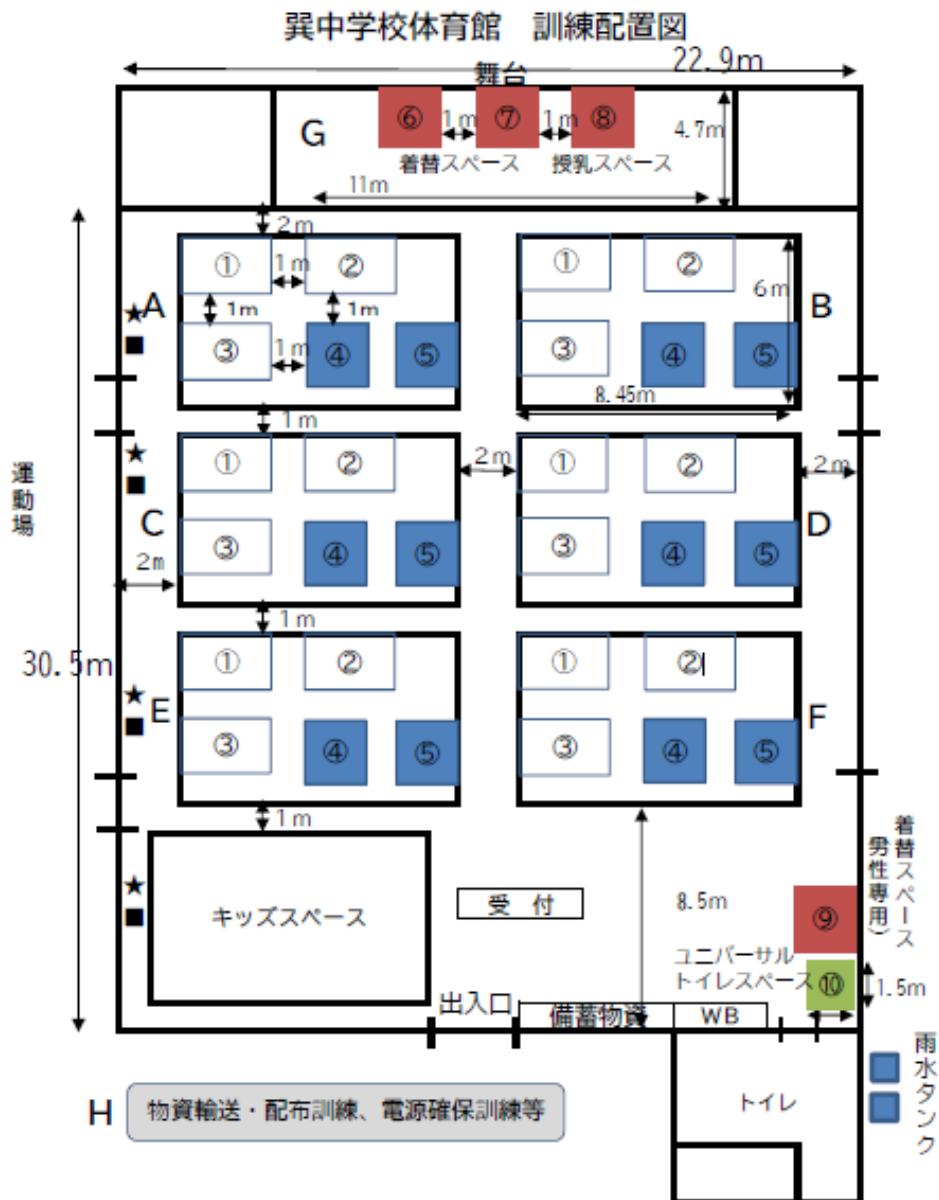 巽中学校体育館　訓練配置図
22.9m
舞台
⑥ 1m ⑦ 1m ⑧
G
4.7m
着替スペース　授乳スペース
11m
2m
① 1m ②
① ②
A
★
■
1m 1m
6m
B
③ 1m ④ ⑤
③ ④ ⑤
8.45m
1m
★
■
① ②
2m
① ②
2m
運動場
C
③ ④ ⑤
③ ④ ⑤
D
2m
1m
30.5m
① ②
① ②
★
■
E
③ ④ ⑤
③ ④ ⑤
F
1m
★
■
キッズスペース
受　付
8.5m
着替スペース
男性専用）
⑨
ユニバーサル
トイレスペース
⑩
1.5m
出入口
備蓄物資
WB
H
物資輸送・配布訓練、電源確保訓練等
トイレ
雨水タンク